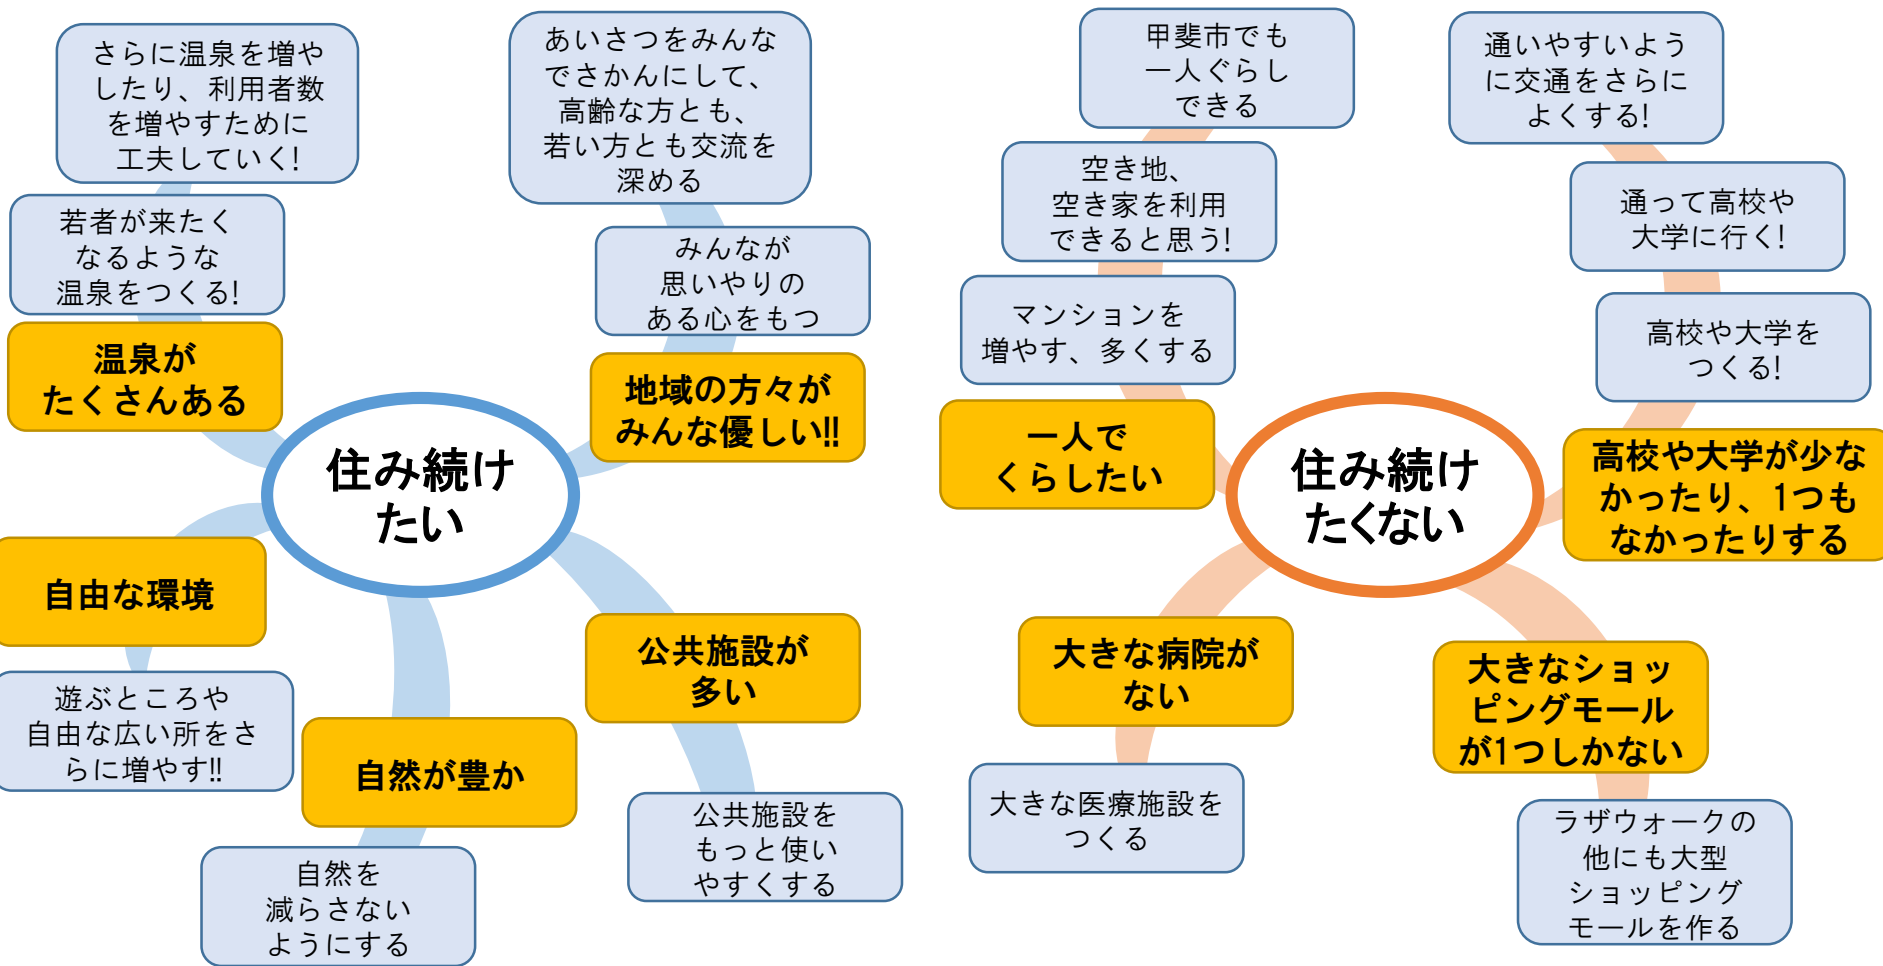 さらに温泉を増や
したり、利用者数
を増やすために
工夫していく!
若者が来たく
なるような
温泉をつくる!
温泉が
たくさんある
あいさつをみんな
でさかんにして、
高齢な方とも、
若い方とも交流を
深める
みんなが
思いやりの
ある心をもつ
地域の方々が
みんな優しい!!
住み続け
たい
自由な環境
遊ぶところや
自由な広い所をさ
らに増やす!!
自然が豊か
自然を
減らさない
ようにする
公共施設が
多い
公共施設を
もっと使い
やすくする
甲斐市でも
一人ぐらし
できる
空き地、
空き家を利用
できると思う!
マンションを
増やす、多くする
一人で
くらしたい
通いやすいよう
に交通をさらに
よくする!
通って高校や
大学に行く!
高校や大学を
つくる!
高校や大学が少な
かったり、1つも
なかったりする
住み続け
たくない
大きな病院が
ない
大きな医療施設を
つくる
大きなショッ
ピングモール
が1つしかない
ラザウォークの
他にも大型
ショッピング
モールを作る